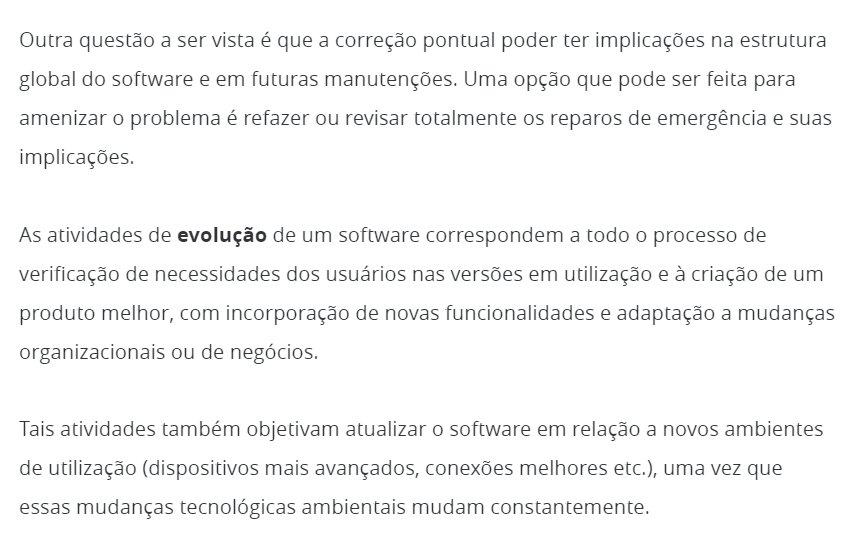 Outra questão a ser vista é que a correção pontual poder ter implicações na estrutura
global do software e em futuras manutenções. Uma opção que pode ser feita para
amenizar o problema é refazer ou revisar totalmente os reparos de emergência e suas
implicações.
As atividades de evolução de um software correspondem a todo o processo de
verificação de necessidades dos usuários nas versões em utilização e à criação de um
produto melhor, com incorporação de novas funcionalidades e adaptação a mudanças
organizacionais ou de negócios.
Tais atividades também objetivam atualizar o software em relação a novos ambientes
de utilização (dispositivos mais avançados, conexões melhores etc.), uma vez que
essas mudanças tecnológicas ambientais mudam constantemente.